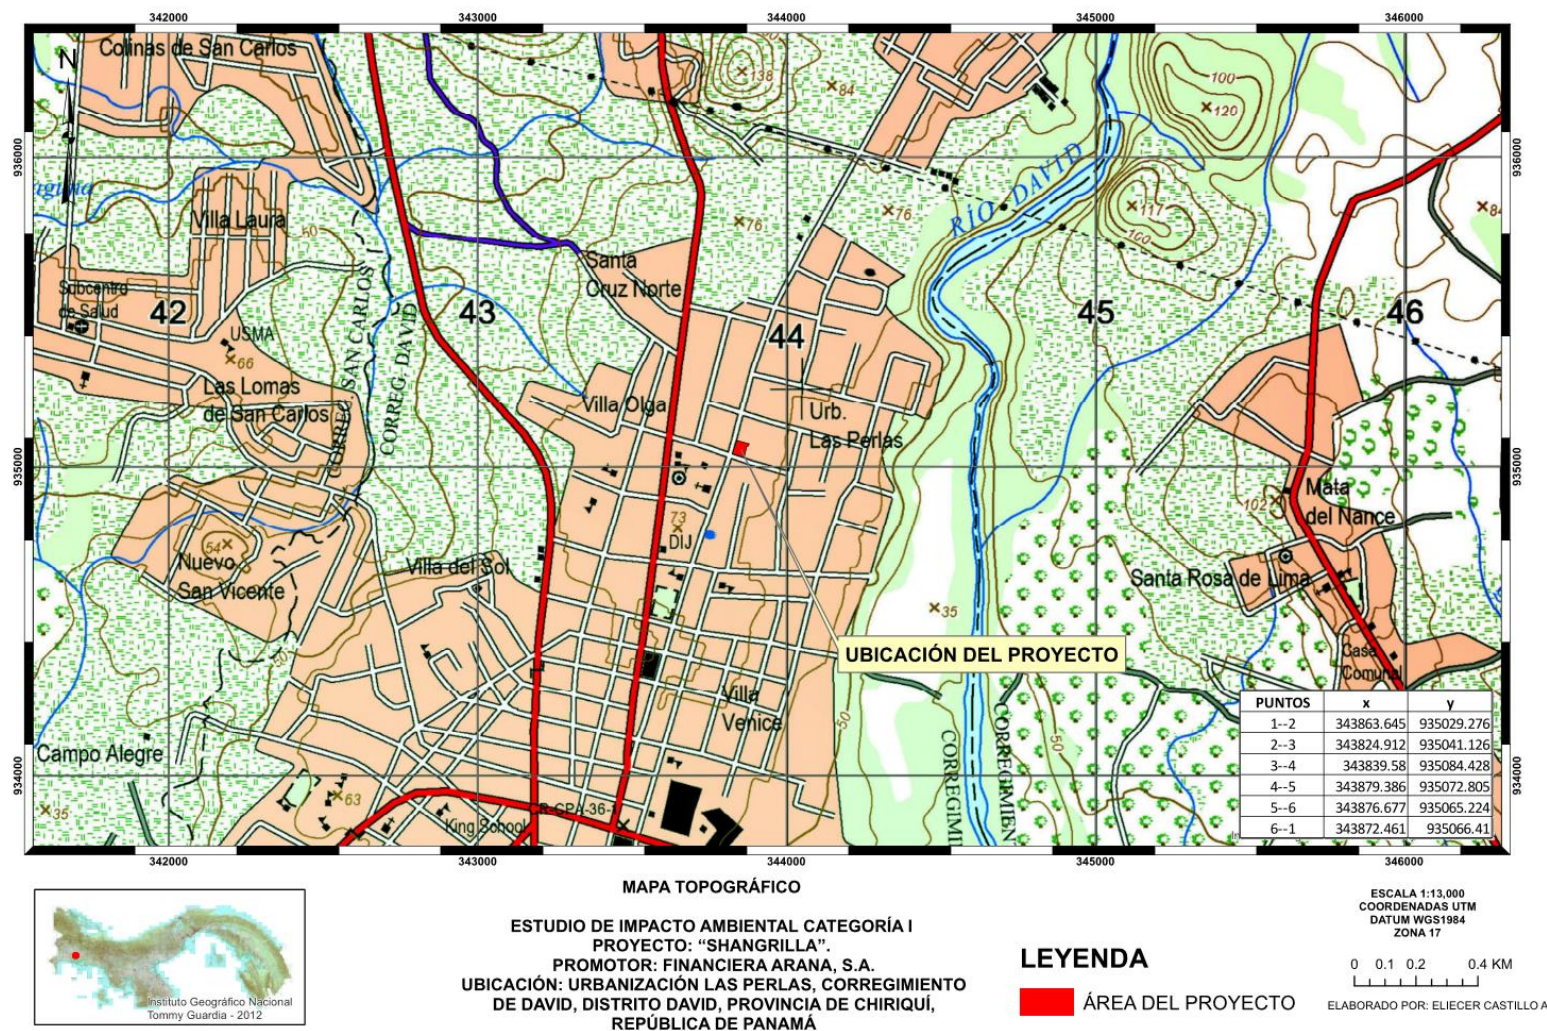 342000 343000 344000 345000 346000
Colinas de San Carlos
N
138
84
100
120
936000 936000
RÍO DAVID
Villa Laura
50
76
76
117
100
Santa
Cruz Norte
Subcentro
de Salud
42 43 44 45 46
USMA
66
CORREG SAN CARLOS
CORREG DAVID
Las Lomas
de San Carlos
Villa Olga
Urb.
Las Perlas
935000 935000
102
Mata
del Nance
73
DIJ
54
Nuevo
San Vicente
Villa del Sol
Santa Rosa de Lima
35
50
UBICACIÓN DEL PROYECTO
Casa
Comunal
Villa
Venice
50
50
CORREGIMI
CORREGIMIEN
Campo Alegre
934000 934000
35
63
King School
PUNTOS x y
1--2 343863.645 935029.276
2--3 343824.912 935041.126
3--4 343839.58 935084.428
4--5 343879.386 935072.805
5--6 343876.677 935065.224
6--1 343872.461 935066.41
342000 343000 344000 345000 346000
Instituto Geográfico Nacional
Tommy Guardia - 2012
MAPA TOPOGRÁFICO
ESTUDIO DE IMPACTO AMBIENTAL CATEGORÍA I
PROYECTO: “SHANGRILLA”.
PROMOTOR: FINANCIERA ARANA, S.A.
UBICACIÓN: URBANIZACIÓN LAS PERLAS, CORREGIMIENTO
DE DAVID, DISTRITO DAVID, PROVINCIA DE CHIRIQUÍ,
REPÚBLICA DE PANAMÁ
LEYENDA
ÁREA DEL PROYECTO
ESCALA 1:13,000
COORDENADAS UTM
DATUM WGS1984
ZONA 17
0 0.1 0.2 0.4 KM
ELABORADO POR: ELIECER CASTILLO A